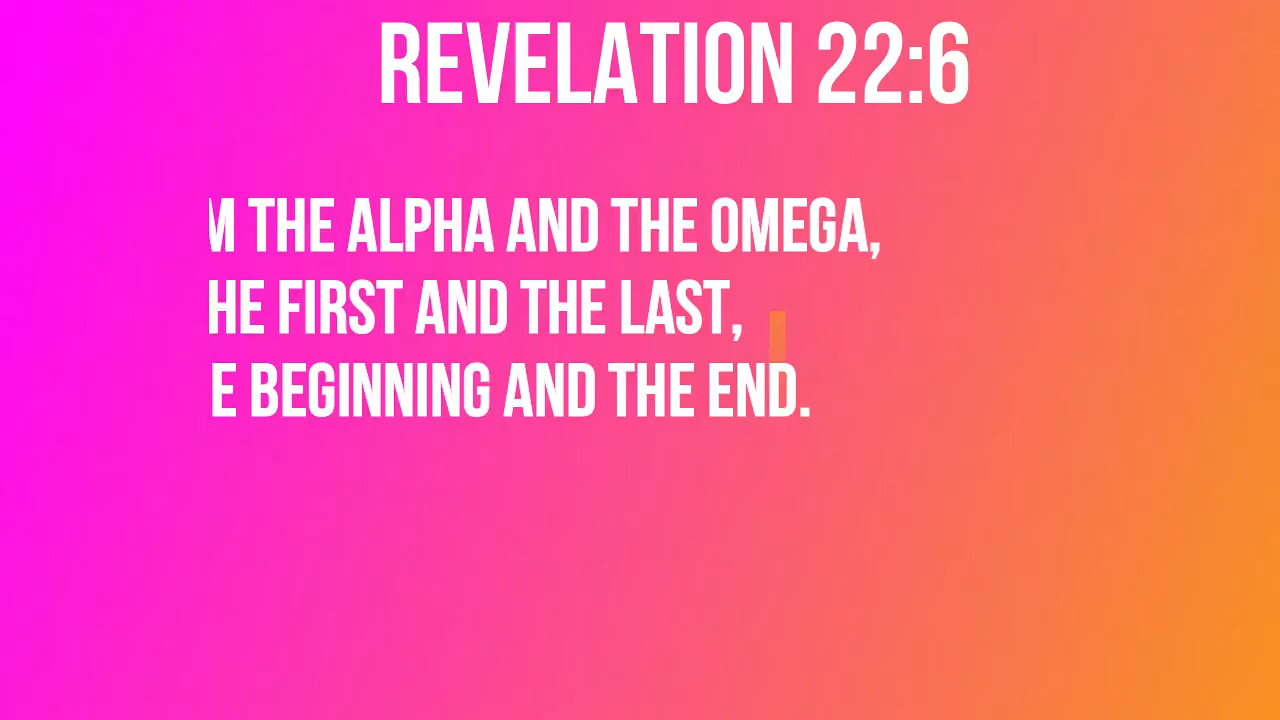 REVELATION 22:6
M THE ALPHA AND THE OMEGA,
HE FIRST AND THE LAST,
E BEGINNING AND THE END.